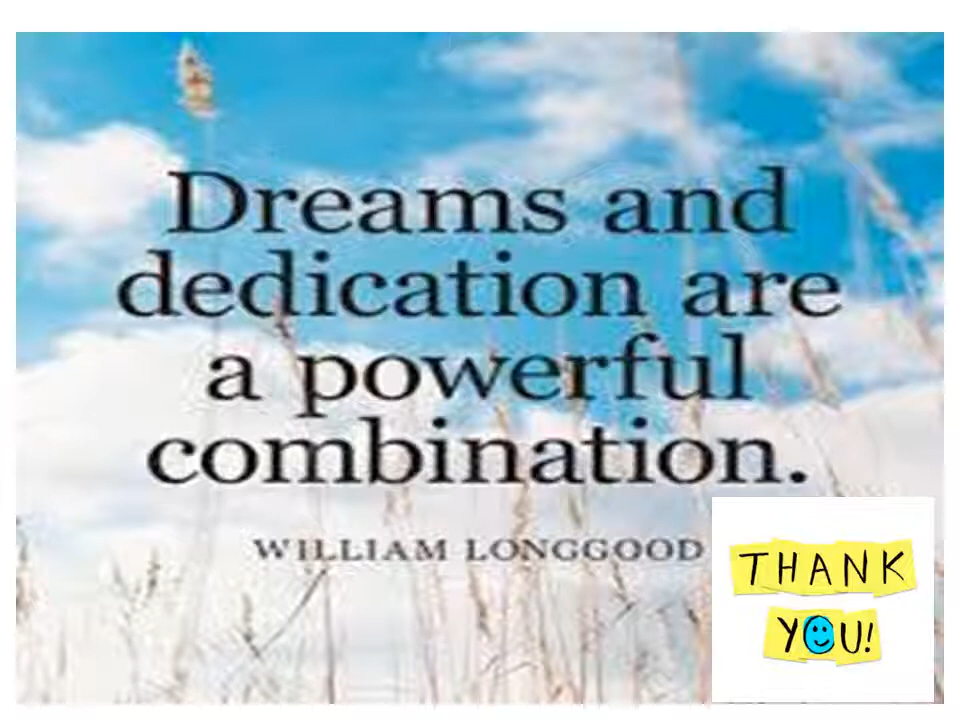 Dreams and
dedication are
a powerful
combination.
WILLIAM LONGGOOD
THANK
YOU!